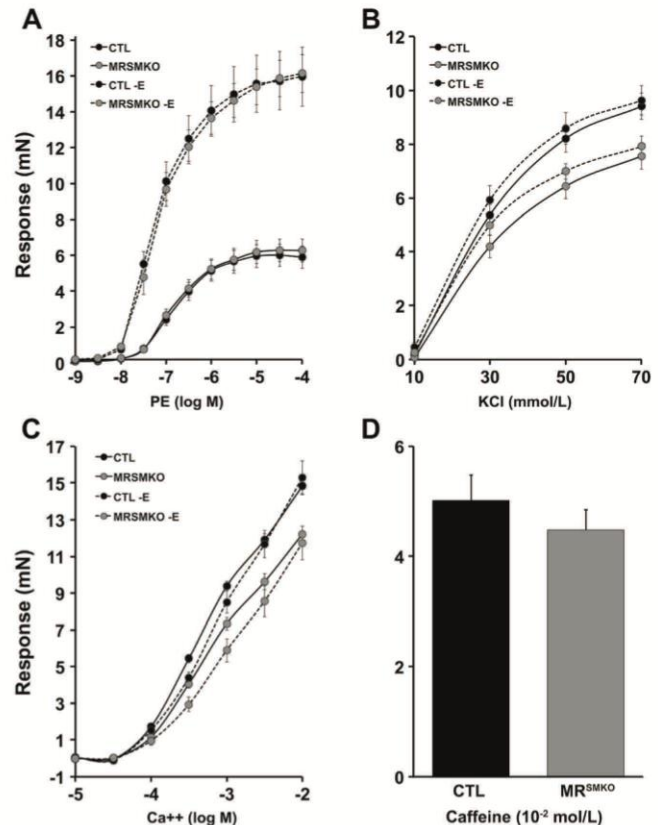 A
CTL
MRSMKO
CTL -E
MRSMKO -E
Response (mN)
18
16
14
12
10
8
6
4
2
0
-9 -8 -7 -6 -5 -4
PE (log M)
B
CTL
MRSMKO
CTL -E
MRSMKO -E
12
10
8
6
4
2
0
10 30 50 70
KCl (mmol/L)
C
CTL
MRSMKO
CTL -E
MRSMKO -E
Response (mN)
17
15
13
11
9
7
5
3
1
-1
-5 -4 -3 -2
Ca++ (log M)
D
6
4
2
0
CTL MRSMKO
Caffeine (10-2 mol/L)